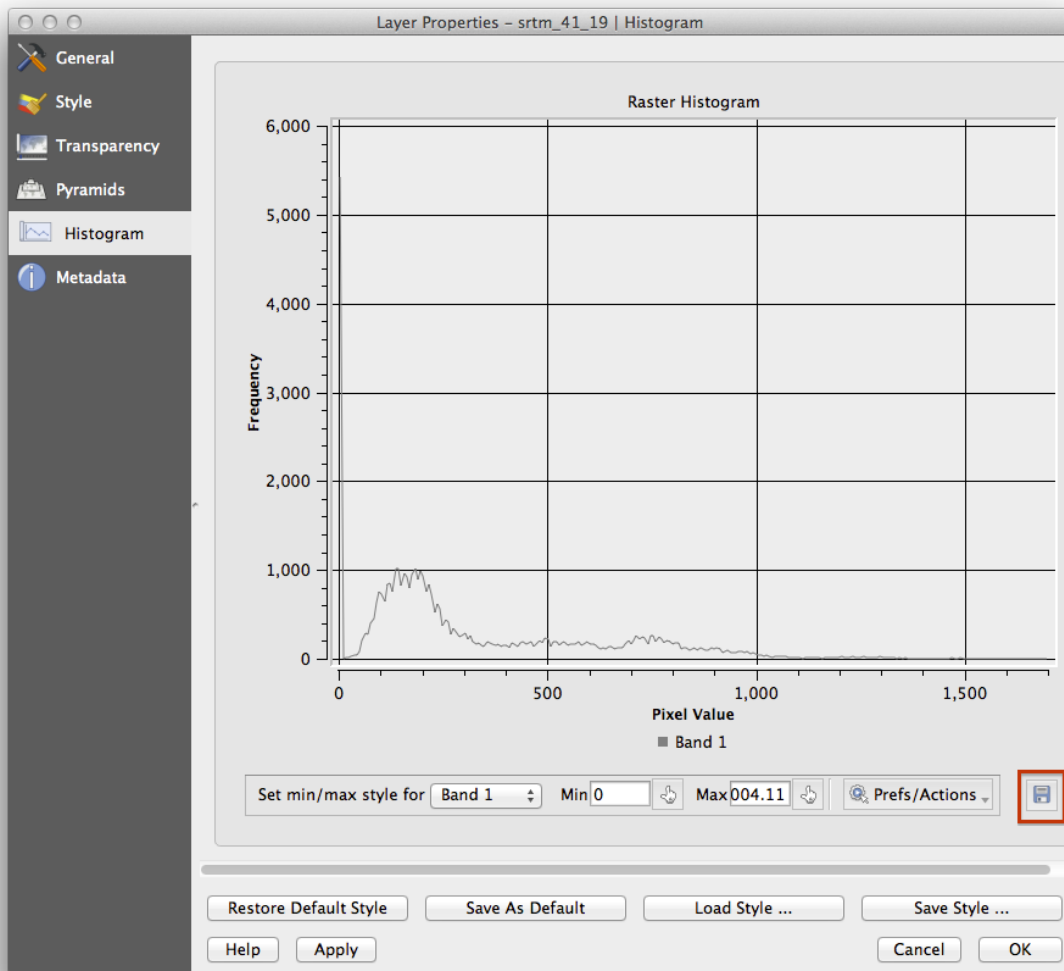 Layer Properties – srtm_41_19 | Histogram
General
Style
Transparency
Pyramids
Histogram
Metadata
Raster Histogram
6,000
5,000
4,000
3,000
2,000
1,000
0
Frequency
0 500 1,000 1,500
Pixel Value
Band 1
Set min/max style for Band 1 Min 0 Max 004.11 Prefs/Actions
Restore Default Style Save As Default Load Style ... Save Style ...
Help Apply Cancel OK